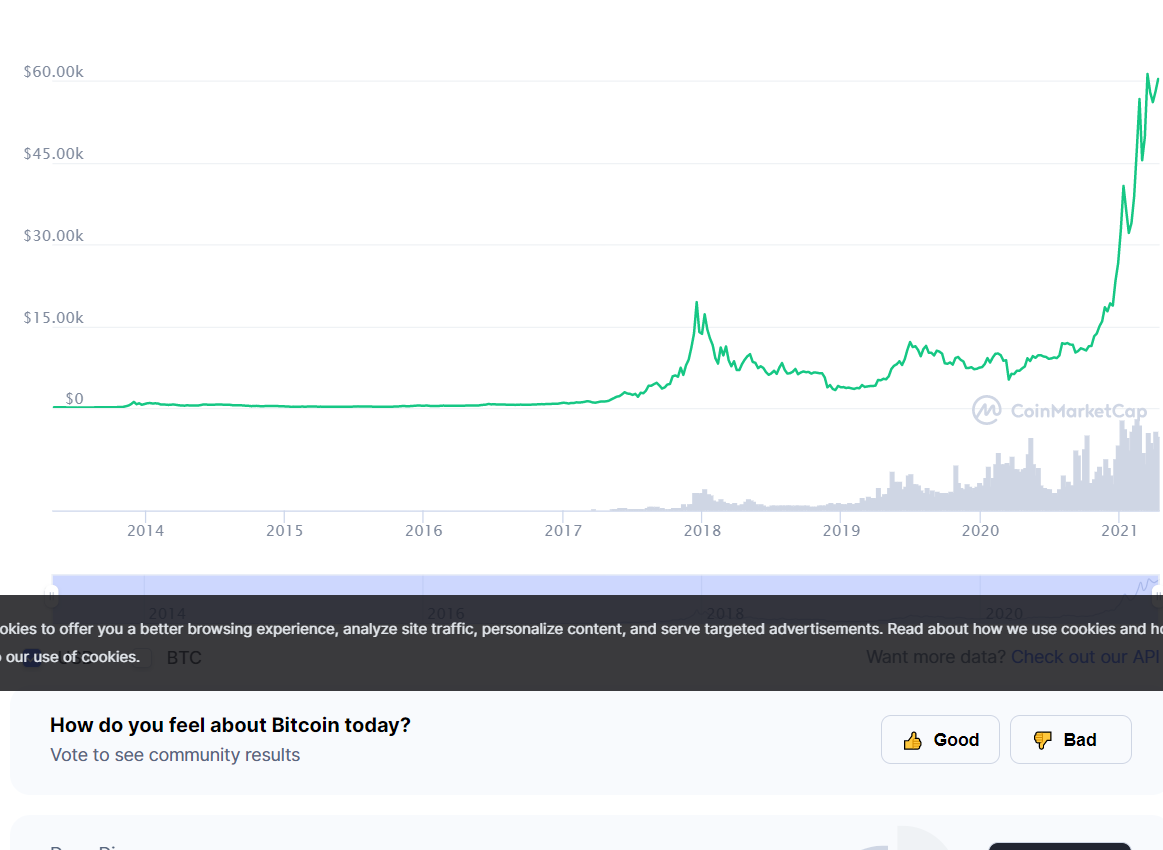 $60.00k
$45.00k
$30.00k
$15.00k
$0
CoinMarketCap
2014 2015 2016 2017 2018 2019 2020 2021
2014 2016 2018 2020
okies to offer you a better browsing experience, analyze site traffic, personalize content, and serve targeted advertisements. Read about how we use cookies and ho
our use of cookies.
USD BTC Want more data? Check out our API
How do you feel about Bitcoin today?
Vote to see community results
Good Bad